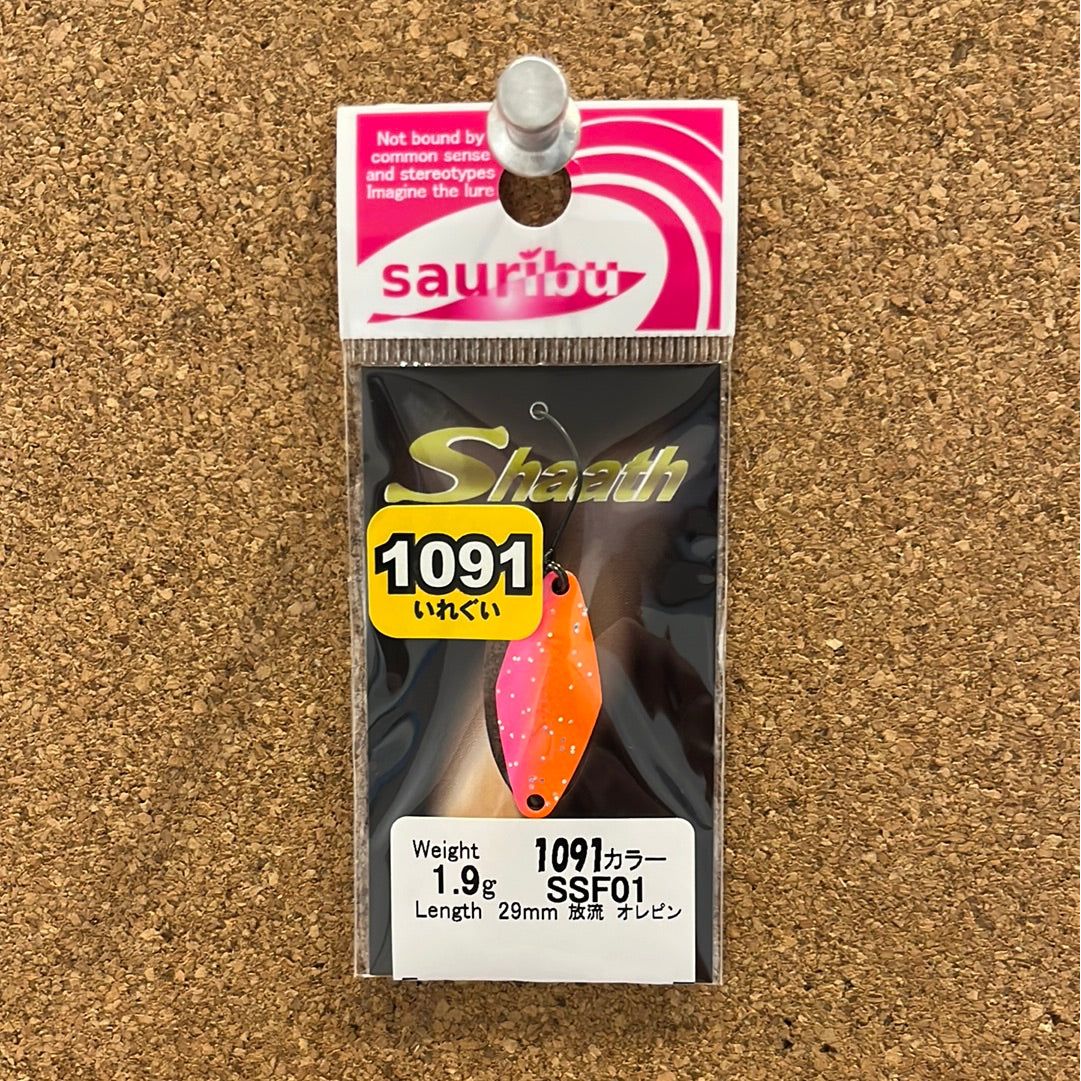 Not bound by
common sense
and stereotypes
Imagine the lure
sauribu
Shaath
1091
いれぐい
Weight 1091カラー
1.9g SSF01
Length 29mm 放流 オレピン